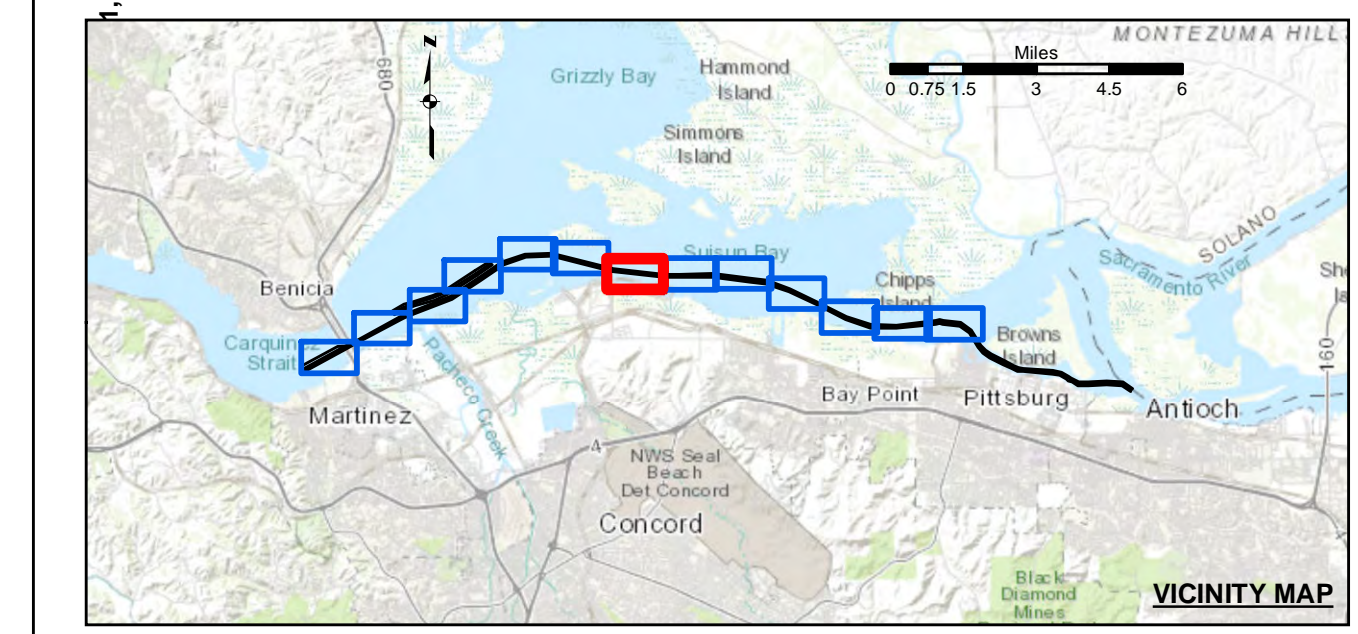 MONTEZUMA HILL
N
680
Miles
0 0.75 1.5 3 4.5 6
Grizzly Bay
Hammond
Island
Simmons
Island
SOLANO
Sacramento River
Suisun Bay
Chipps
Island
Benicia
Carquinez
Strait
Pacheco Creek
Browns
Island
160
Martinez
Bay Point
Pittsburg
Antioch
4
NWS Seal
Beach
Det Concord
Concord
Black
Diamond
Mines
VICINITY MAP